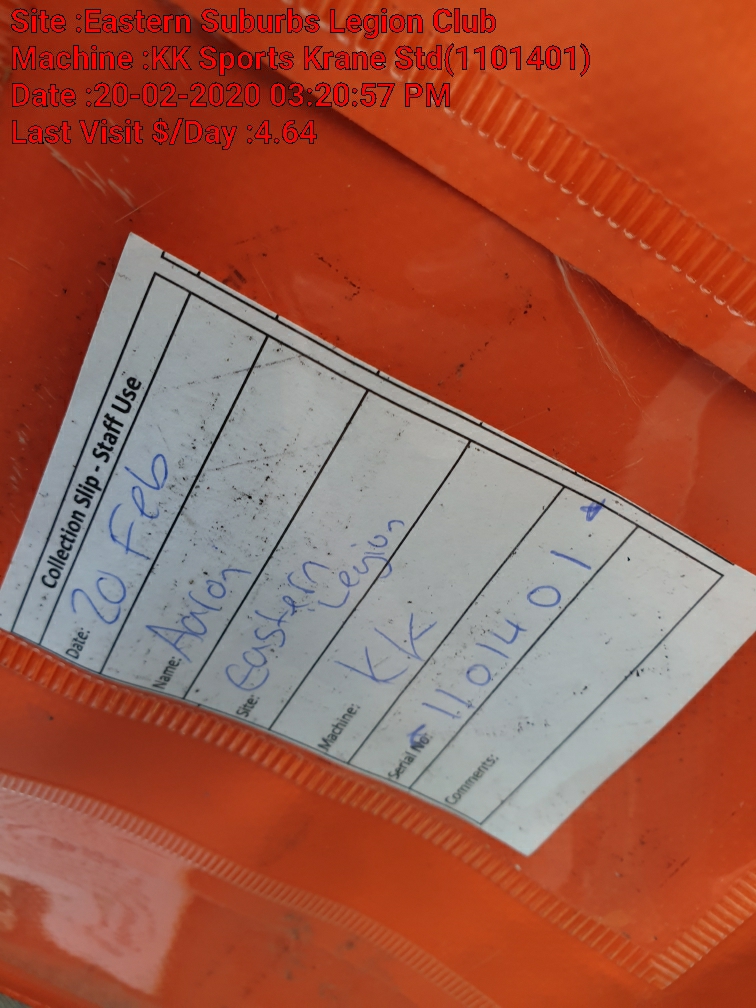 Site :Eastern Suburbs Legion Club
Machine :KK Sports Krane Std(1101401)
Date :20-02-2020 03:20:57 PM
Last Visit $/Day :4.64
Collection Slip - Staff Use
Date: 20 Feb
Name: Aaron
Site: Eastern
Legion
Machine: KK
Serial No: 1101401
Comments: